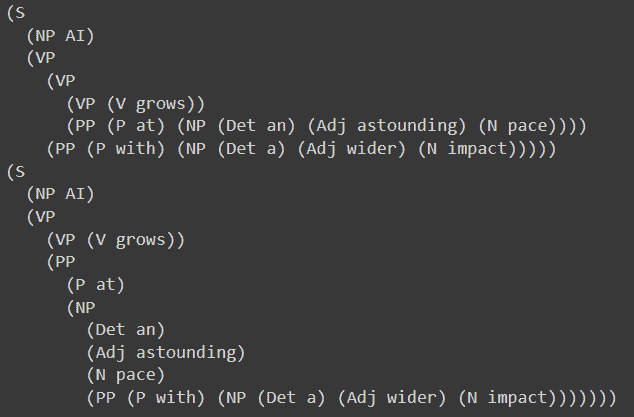 (S
  (NP AI)
  (VP
    (VP
      (VP (V grows))
      (PP (P at) (NP (Det an) (Adj astounding) (N pace))))
    (PP (P with) (NP (Det a) (Adj wider) (N impact)))))
(S
  (NP AI)
  (VP
    (VP (V grows))
    (PP
      (P at)
      (NP
        (Det an)
        (Adj astounding)
        (N pace)
        (PP (P with) (NP (Det a) (Adj wider) (N impact)))))))